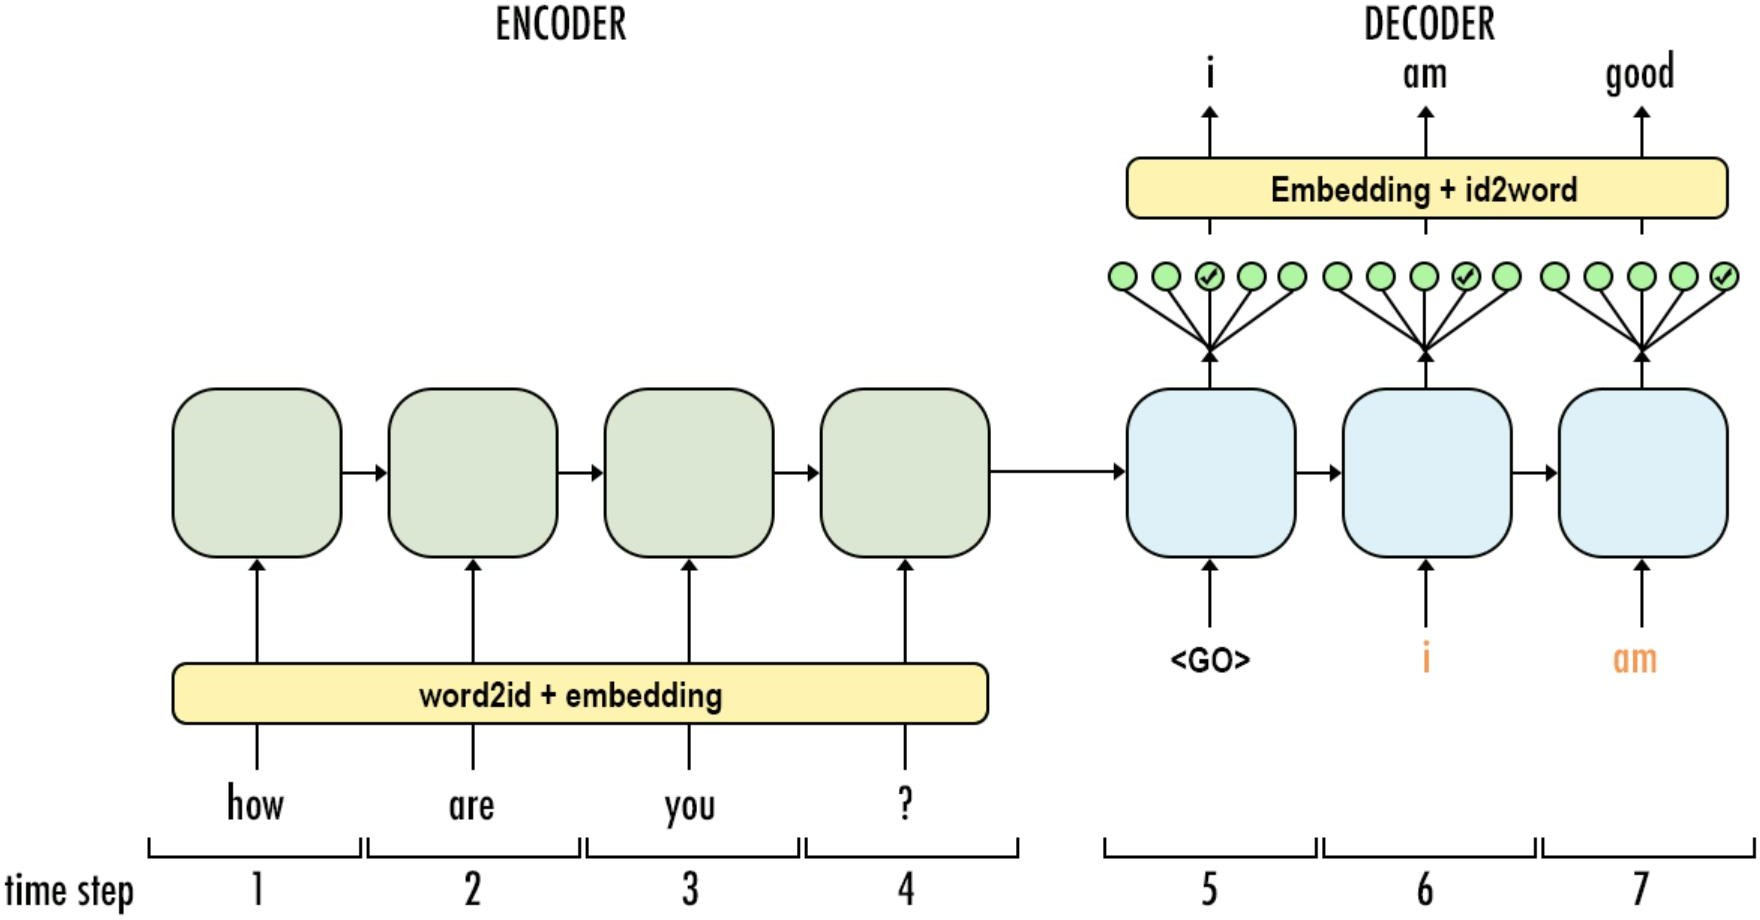 ENCODER
DECODER
i am good
Embedding + id2word
<GO> i am
word2id + embedding
how are you ?
time step 1 2 3 4 5 6 7